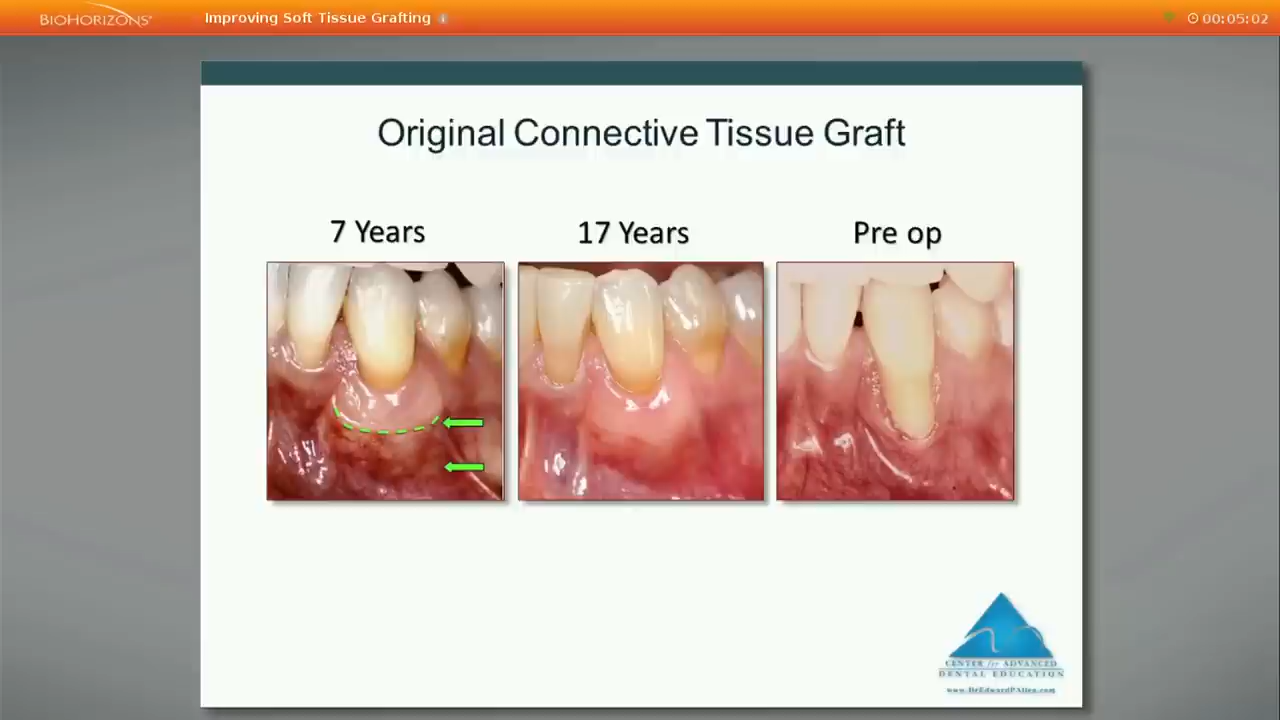 BIOHORIZONS®
Improving Soft Tissue Grafting
00:05:02
Original Connective Tissue Graft
7 Years
17 Years
Pre op
CENTER for ADVANCED
DENTAL EDUCATION
www.DrEdwardPAllen.com